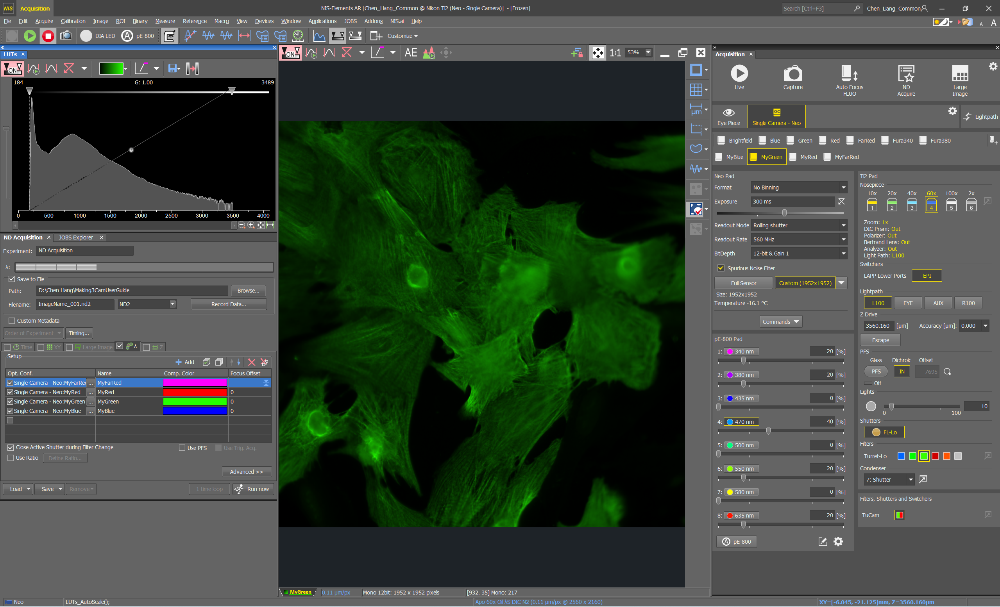 NIS Acquisition NIS-Elements AR [Chen_Liang_Common @ Nikon Ti2 (Neo - Single Camera)] - [Frozen] Search [Ctrl+F3] Chen_Liang_Common
File Edit Acquire Calibration Image ROI Binary Measure Reference Macro View Devices Window Applications JOBS Addons NIS.ai Help A A
DIA LED A pE-800 Customize
LUTs
ON
184 G: 1.00 3489
0 500 1000 1500 2000 2500 3000 3500 4000
ND Acquisition JOBS Explorer
Experiment: ND Acquisition
λ:
Save to File
Path: D:\Chen Liang\Making3CamUserGuide Browse...
Filename: ImageName_001.nd2 ND2 Record Data...
Custom Metadata
Order of Experiment Timing...
Time XY Large Image λ Z
Setup
Add
Opt. Conf. Name Comp. Color Focus Offset
Single Camera - Neo:MyFarRed ... MyFarRed
Single Camera - Neo:MyRed ... MyRed 0
Single Camera - Neo:MyGreen ... MyGreen 0
Single Camera - Neo:MyBlue ... MyBlue 0
Close Active Shutter during Filter Change Use PFS Use Trig. Acq.
Use Ratio Define Ratio...
Advanced >>
Load Save Remove 1 time loop Run now
ON AE 1:1 53%
µm
MyGreen 0.11 µm/px Mono 12bit: 1952 x 1952 pixels [932, 35] Mono: 217
Acquisition
Live Capture Auto Focus FLUO ND Acquire Large Image
Eye Piece OC Single Camera - Neo Lightpath
Brightfield Blue Green Red FarRed Fura340 Fura380
MyBlue MyGreen MyRed MyFarRed
Neo Pad
Format No Binning
Exposure 300 ms
Readout Mode Rolling shutter
Readout Rate 560 MHz
BitDepth 12-bit & Gain 1
Spurious Noise Filter
Full Sensor Custom (1952x1952)
Size: 1952x1952
Temperature -16.1 °C
Commands
pE-800 Pad
1: 340 nm 20 [%]
2: 380 nm 20 [%]
3: 435 nm 0 [%]
4: 470 nm 40 [%]
5: 500 nm 0 [%]
6: 550 nm 20 [%]
7: 580 nm 0 [%]
8: 635 nm 20 [%]
A pE-800
Ti2 Pad
Nosepiece
10x 20x 40x 60x 100x 2x
1 2 3 4 5 6
Zoom: 1x
DIC Prism: Out
Polarizer: Out
Bertrand Lens: Out
Analyzer: Out
Light Path: L100
Switchers
LAPP Lower Ports EPI
Lightpath
L100 EYE AUX R100
Z Drive
3560.160 [µm] Accuracy [µm]: 0.000
Escape
PFS
Glass Dichroic Offset
PFS IN 7695
Off
Lights
10
0 100
Shutters
FL-Lo
Filters
Turret-Lo
Condenser
7: Shutter
Filters, Shutters and Switchers
TuCam
Neo LUTs_AutoScale(); Apo 60x Oil λS DIC N2 (0.11 µm/px @ 2560 x 2160) XY=[-6.045, -21.125]mm, Z=3560.160µm